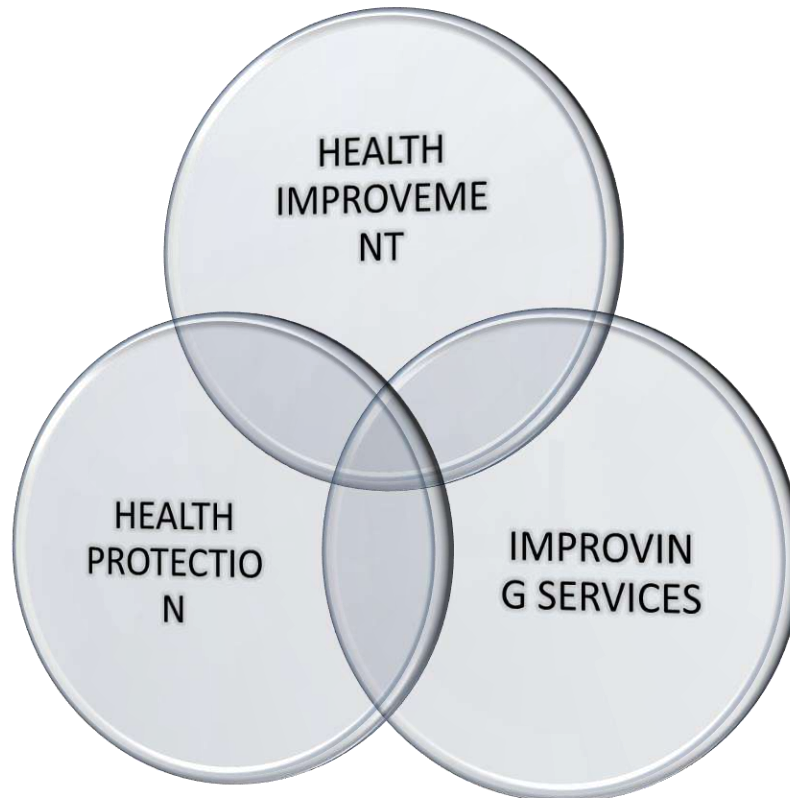 HEALTH
IMPROVEME
NT
HEALTH
PROTECTIO
N
IMPROVIN
G SERVICES